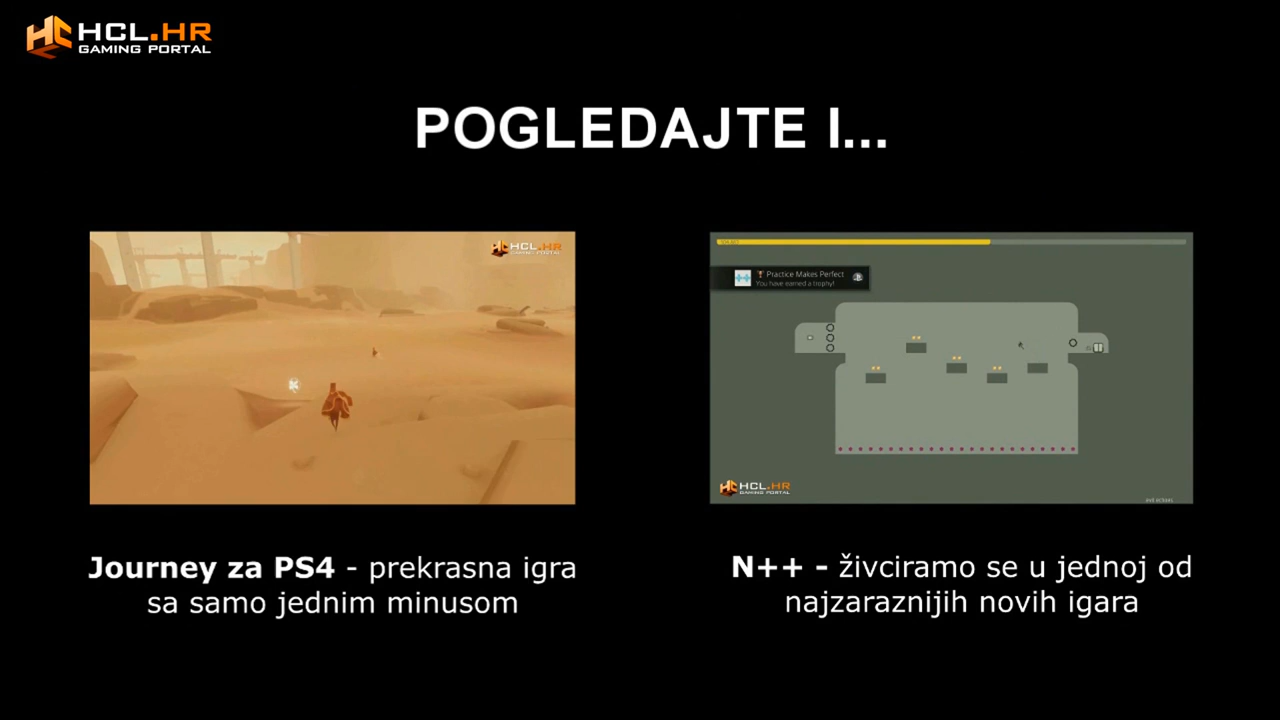 HCL.HR
GAMING PORTAL
POGLEDAJTE I...
HCL.HR
GAMING PORTAL
Practice Makes Perfect
You have earned a trophy!
HCL.HR
GAMING PORTAL
Journey za PS4 - prekrasna igra
sa samo jednim minusom
N++ - živciramo se u jednoj od
najzaraznijih novih igara